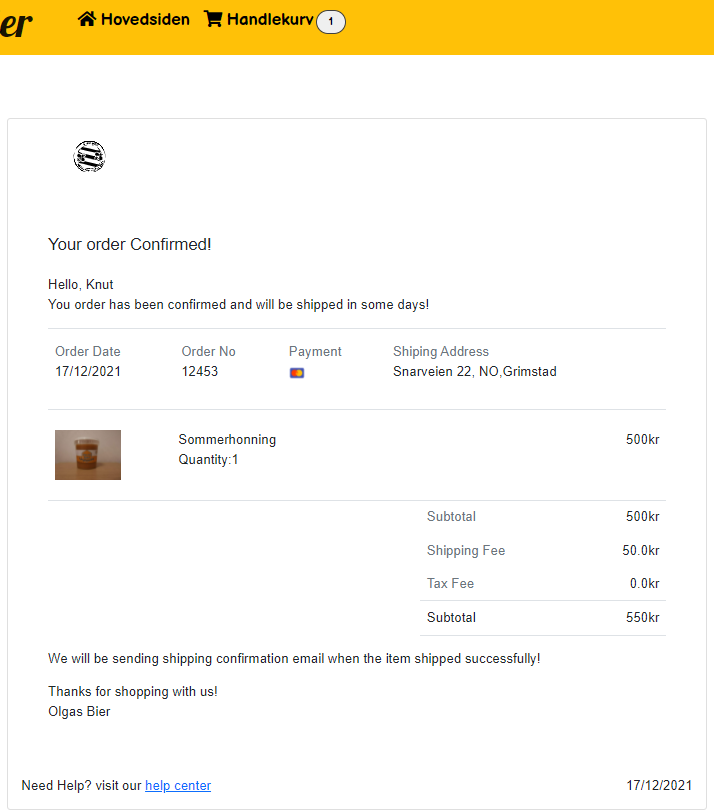 er
Hovedsiden Handlekurv 1
Your order Confirmed!
Hello, Knut
You order has been confirmed and will be shipped in some days!
Order Date Order No Payment Shiping Address
17/12/2021 12453 Snarveien 22, NO,Grimstad
Sommerhonning 500kr
Quantity:1
Subtotal 500kr
Shipping Fee 50.0kr
Tax Fee 0.0kr
Subtotal 550kr
We will be sending shipping confirmation email when the item shipped successfully!
Thanks for shopping with us!
Olgas Bier
Need Help? visit our help center 17/12/2021